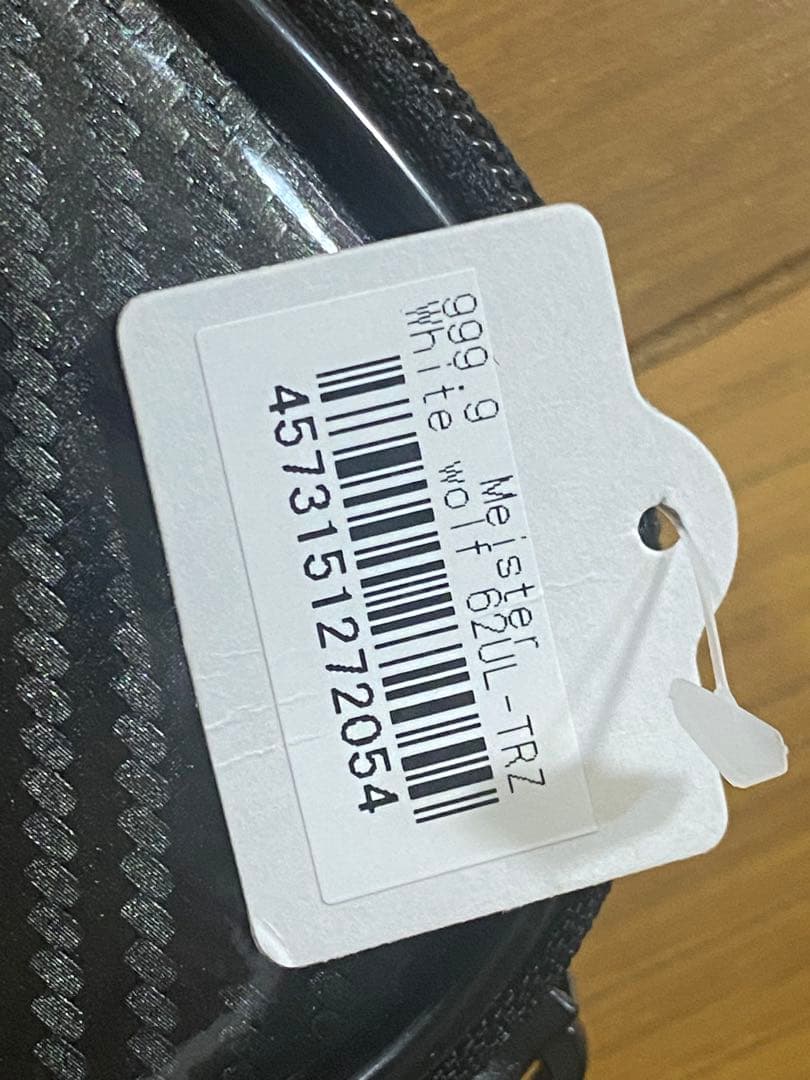 999.9 Meister
White wolf 62UL-TRZ
4573151272054